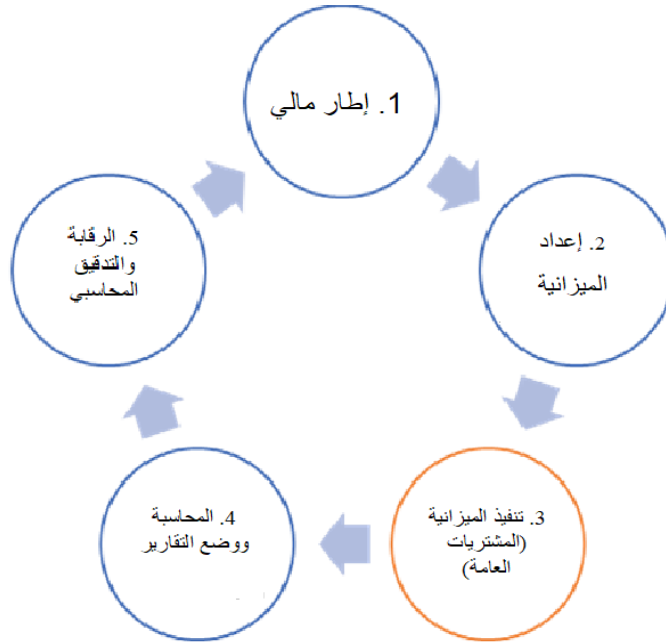 1. إطار مالي
2. إعداد
الميزانية
3. تنفيذ الميزانية
(المشتريات
العامة)
4. المحاسبة
ووضع التقارير
5. الرقابة
والتدقيق
المحاسبي